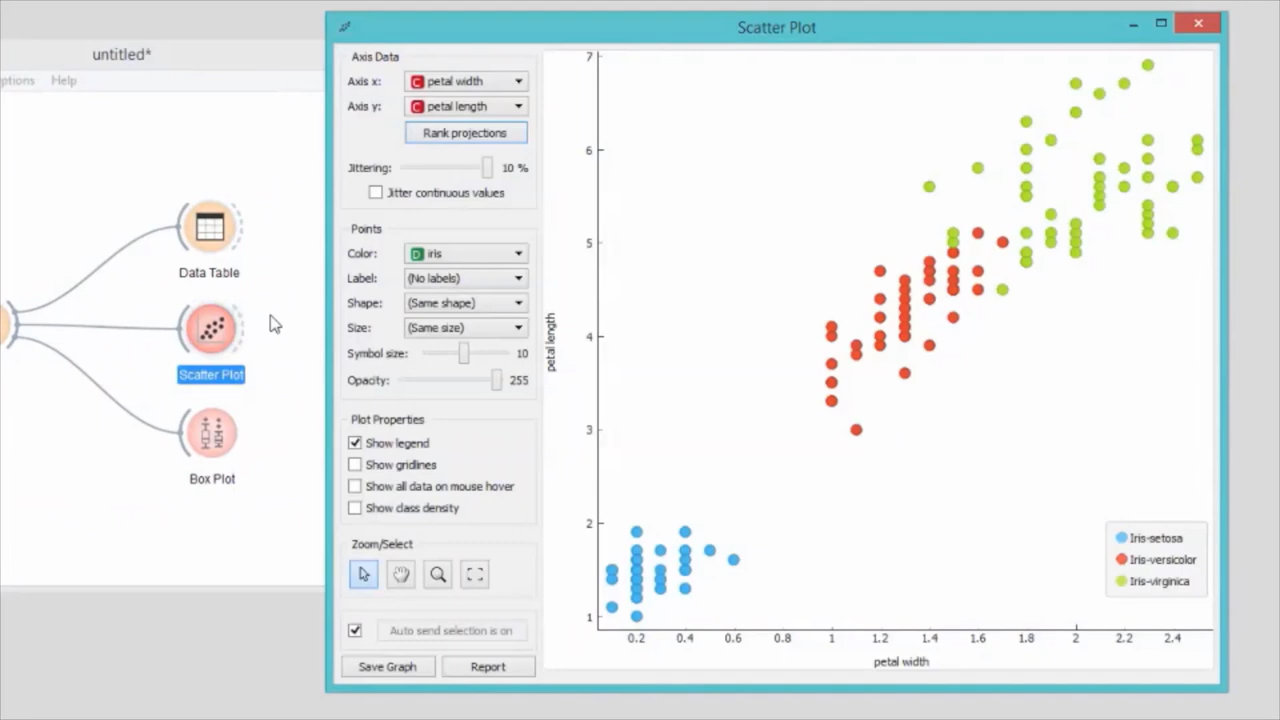 Scatter Plot
untitled*
ptions Help
Data Table
Scatter Plot
Box Plot
Axis Data
Axis x: C petal width
Axis y: C petal length
Rank projections
Jittering: 10 %
Jitter continuous values
Points
Color: D iris
Label: (No labels)
Shape: (Same shape)
Size: (Same size)
Symbol size: 10
Opacity: 255
Plot Properties
Show legend
Show gridlines
Show all data on mouse hover
Show class density
Zoom/Select
Auto send selection is on
Save Graph Report
7
6
5
4
3
2
1
petal length
0.2 0.4 0.6 0.8 1 1.2 1.4 1.6 1.8 2 2.2 2.4
petal width
Iris-setosa
Iris-versicolor
Iris-virginica